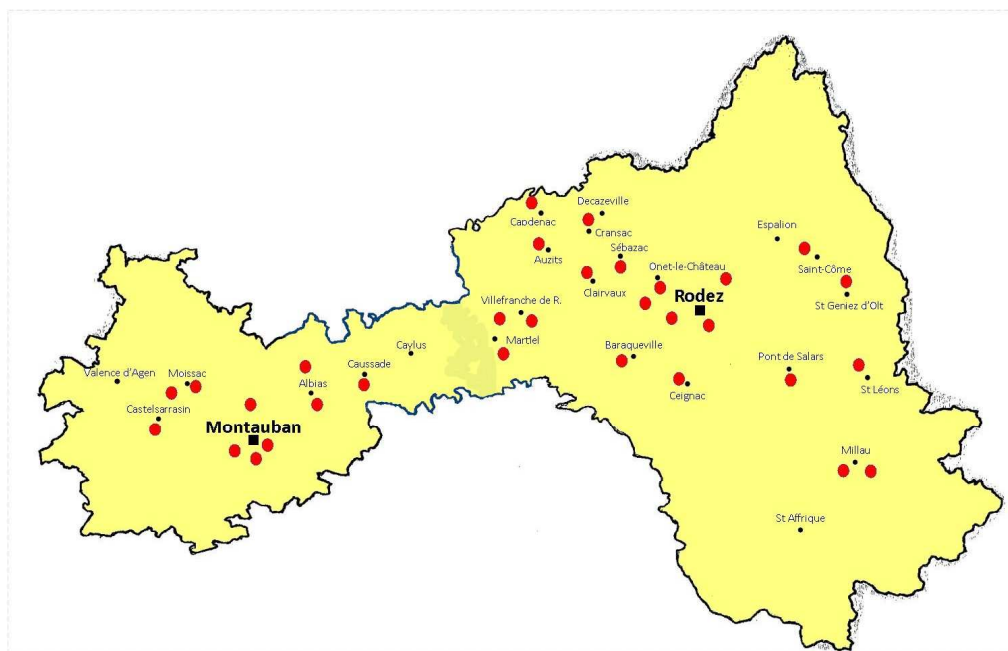 Capdenac
Decazeville
Cransac
Auzits
Sébazac
Espalion
Saint-Côme
Onet-le-Château
Clairvaux
St Geniez d'Olt
Rodez
Villefranche de R.
Martiel
Baraqueville
Pont de Salars
St Léons
Ceignac
Caylus
Caussade
Albias
Valence d'Agen
Moissac
Castelsarrasin
Montauban
Millau
St Affrique